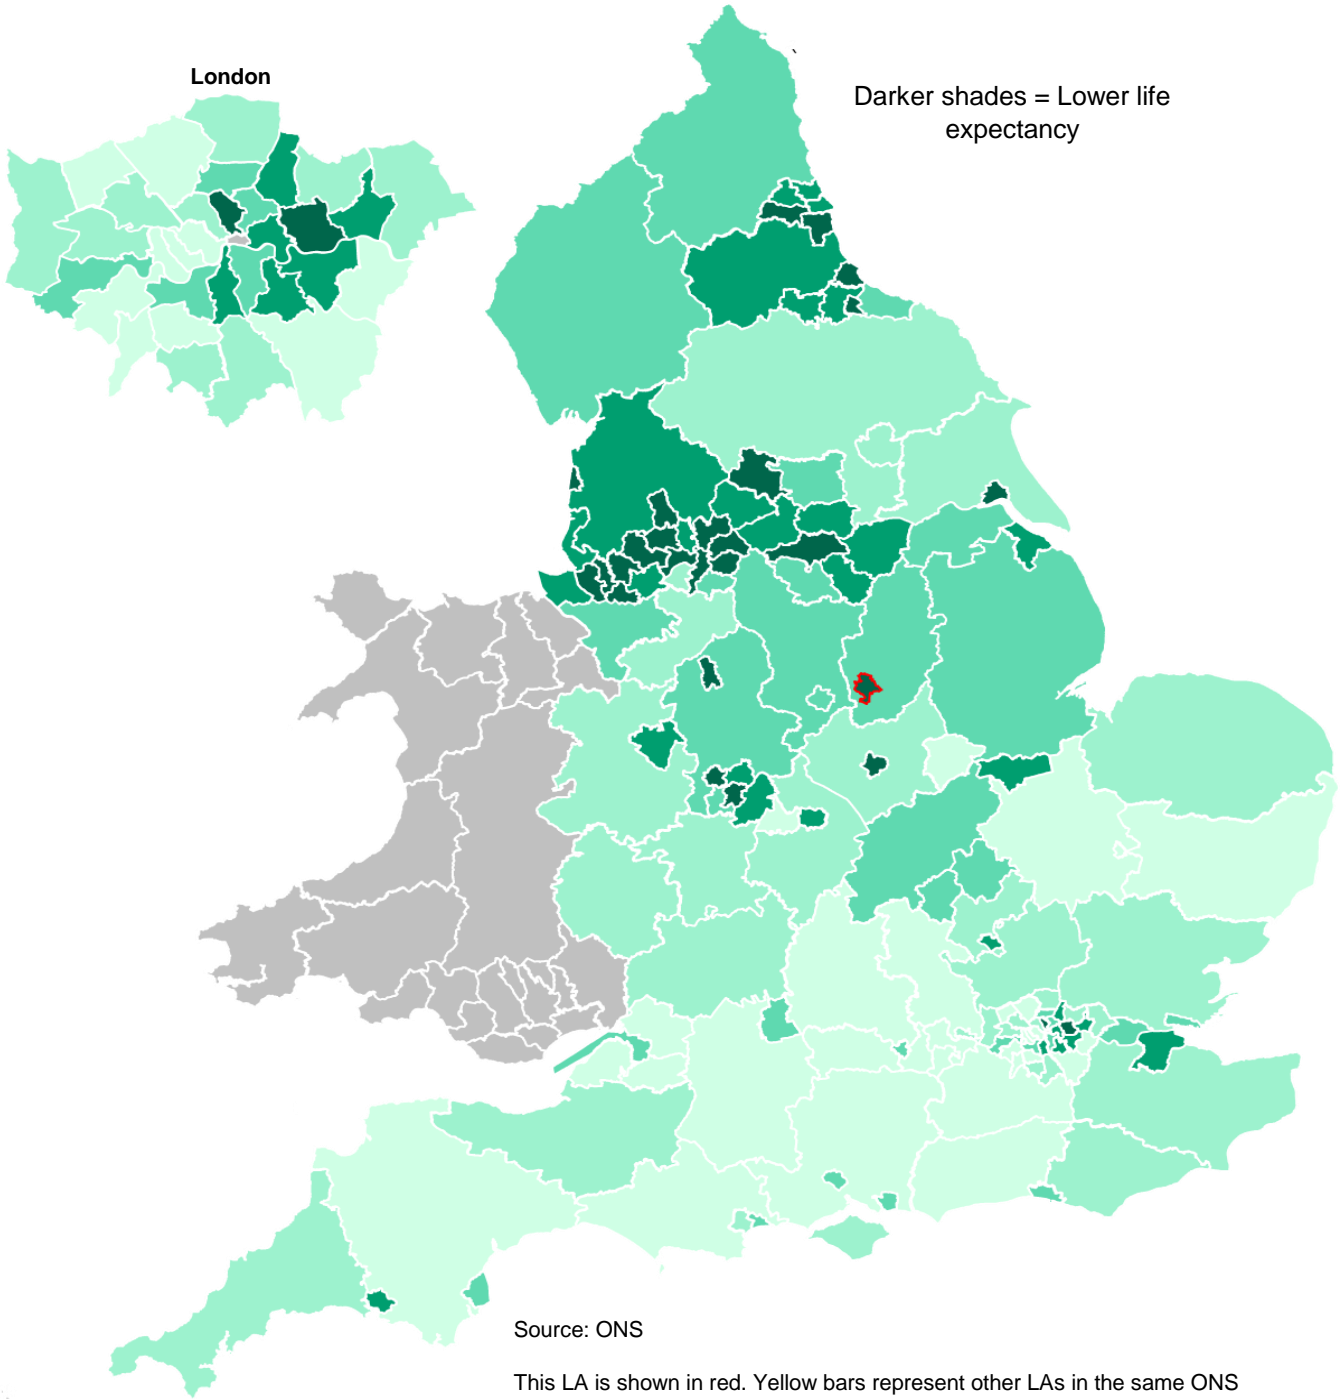 London
Darker shades = Lower life
expectancy
Source: ONS
This LA is shown in red. Yellow bars represent other LAs in the same ONS